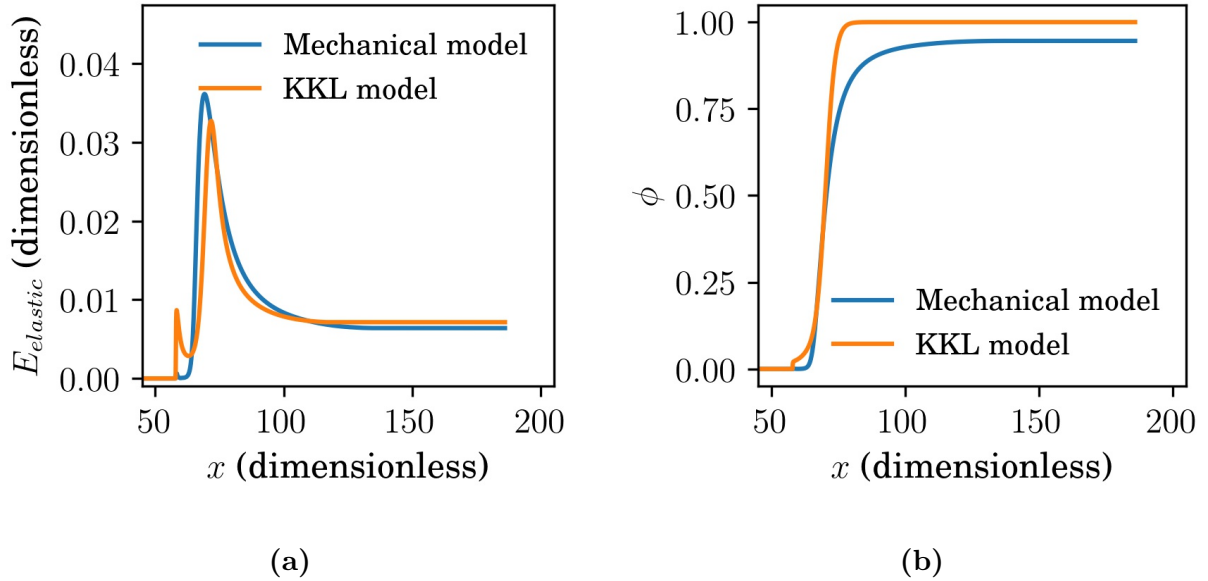 Mechanical model
KKL model
0.04
0.03
0.02
0.01
0.00
E_elastic (dimensionless)
50
100
150
200
x (dimensionless)
(a)
1.00
0.75
0.50
0.25
0.00
ϕ
Mechanical model
KKL model
50
100
150
200
x (dimensionless)
(b)